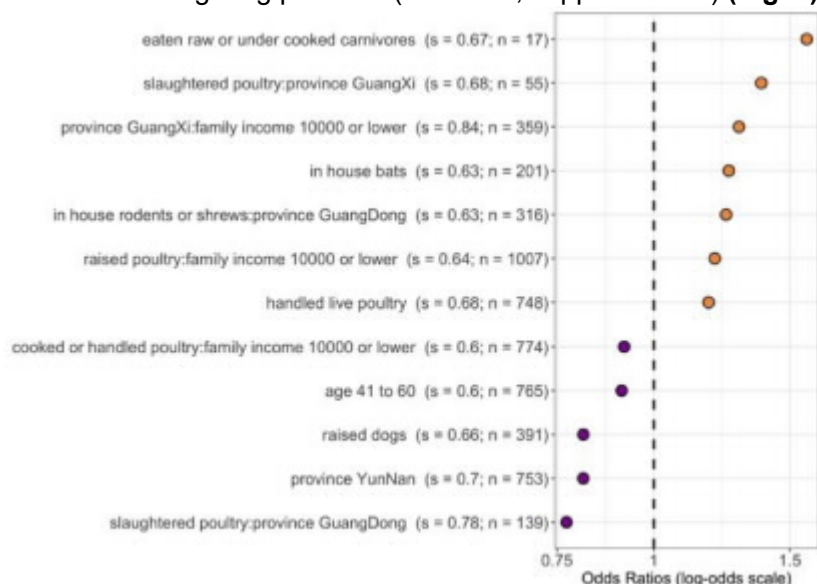 eaten raw or under cooked carnivores (s = 0.67; n = 17)
slaughtered poultry:province GuangXi (s = 0.68; n = 55)
province GuangXi:family income 10000 or lower (s = 0.84; n = 359)
in house bats (s = 0.63; n = 201)
in house rodents or shrews:province GuangDong (s = 0.63; n = 316)
raised poultry:family income 10000 or lower (s = 0.64; n = 1007)
handled live poultry (s = 0.68; n = 748)
cooked or handled poultry:family income 10000 or lower (s = 0.6; n = 774)
age 41 to 60 (s = 0.6; n = 765)
raised dogs (s = 0.66; n = 391)
province YunNan (s = 0.7; n = 753)
slaughtered poultry:province GuangDong (s = 0.78; n = 139)
0.75 1 1.5
Odds Ratios (log-odds scale)